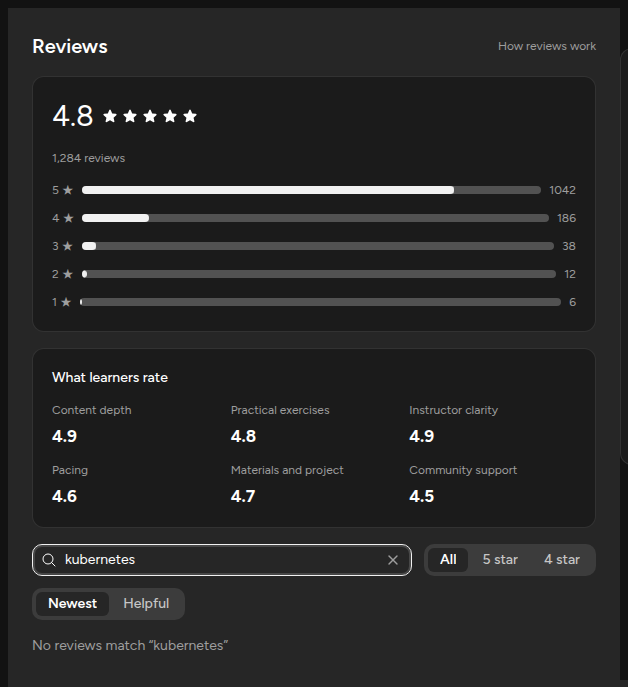 Reviews
How reviews work
4.8
1,284 reviews
5 ★ 1042
4 ★ 186
3 ★ 38
2 ★ 12
1 ★ 6
What learners rate
Content depth Practical exercises Instructor clarity
4.9 4.8 4.9
Pacing Materials and project Community support
4.6 4.7 4.5
kubernetes
All 5 star 4 star
Newest Helpful
No reviews match “kubernetes”